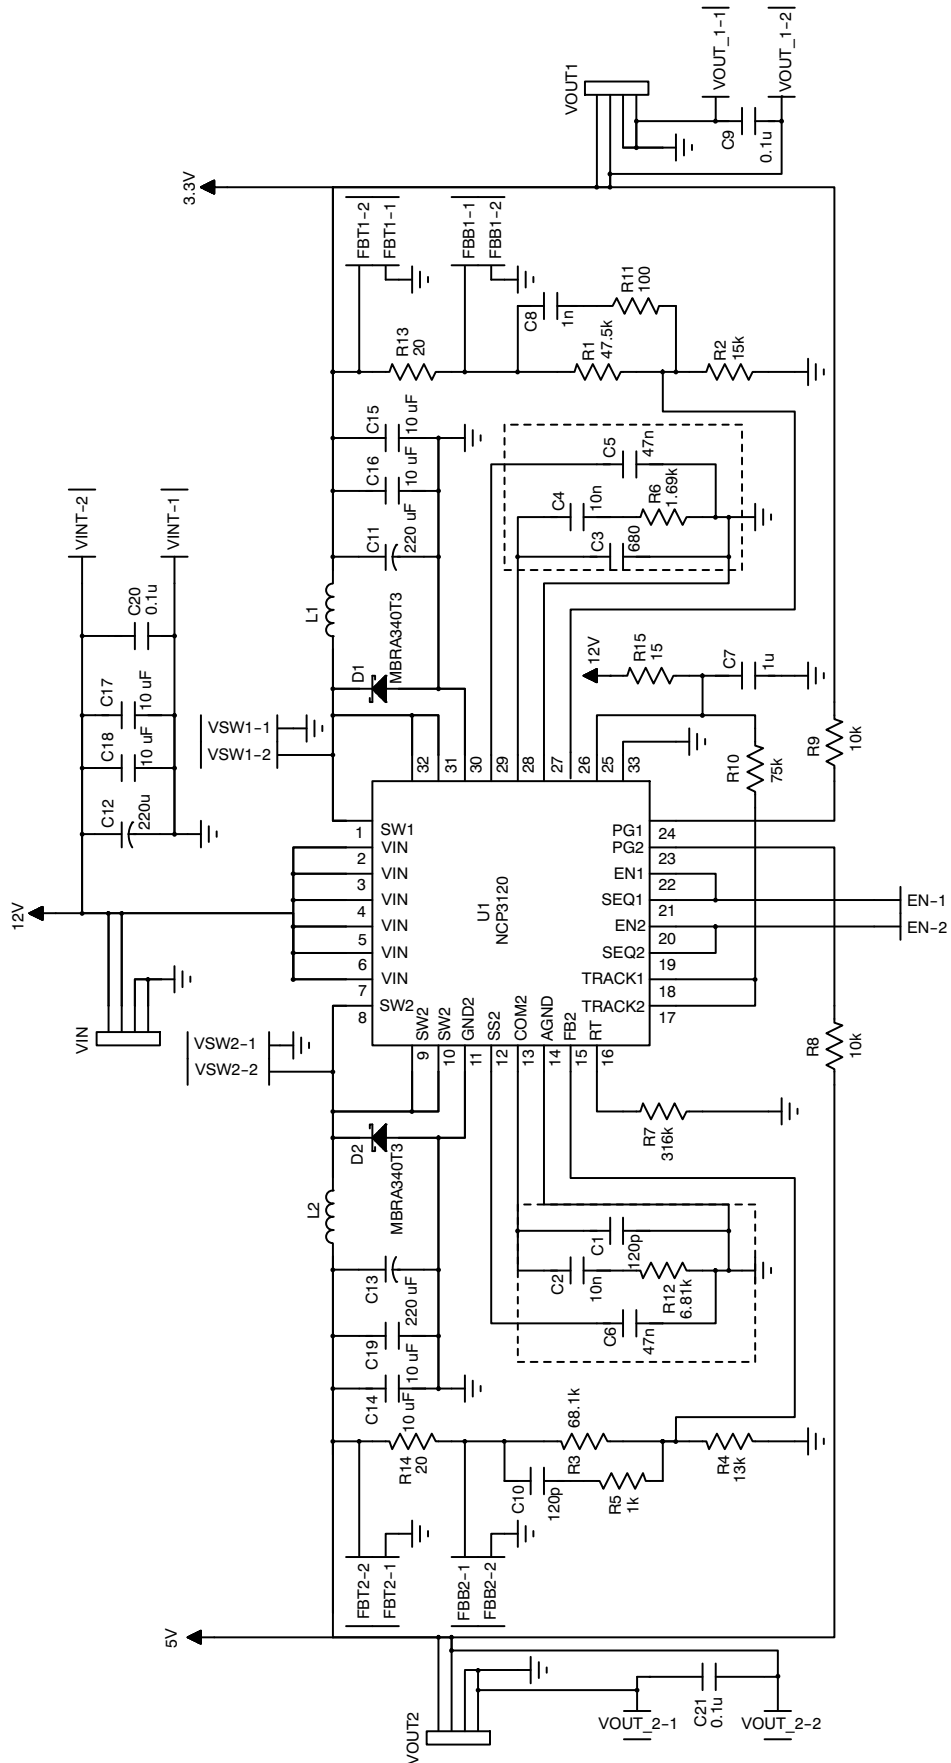 VINT-2
VINT-1
C20
0.1u
C17
10 uF
C18
10 uF
C12
220u
12V
VIN
VSW1-1
VSW1-2
VSW2-1
VSW2-2
3.3V
VOUT1
VOUT_1-1
VOUT_1-2
C9
0.1u
FBT1-2
FBT1-1
FBB1-1
FBB1-2
R13
20
C8
1n
R11
100
R1
47.5k
R2
15k
C15
10 uF
C16
10 uF
C11
220 uF
L1
D1
MBRA340T3
C5
47n
C4
10n
R6
1.69k
C3
680
12V
R15
15
C7
1u
R10
75k
R9
10k
32
31
30
29
28
27
26
25
33
U1
NCP3120
1
SW1
2
VIN
3
VIN
4
VIN
5
VIN
6
VIN
7
VIN
8
SW2
9
SW2
10
SW2
11
GND2
12
SS2
13
COM2
14
AGND
15
FB2
16
RT
PG1
24
PG2
23
EN1
22
SEQ1
21
EN2
20
SEQ2
19
TRACK1
18
TRACK2
17
EN-1
EN-2
R8
10k
R7
316k
L2
D2
MBRA340T3
C13
220 uF
C19
10 uF
C14
10 uF
C1
120p
C2
10n
R12
6.81k
C6
47n
R14
20
R3
68.1k
C10
120p
R5
1k
R4
13k
FBT2-2
FBT2-1
FBB2-1
FBB2-2
5V
VOUT2
VOUT_2-1
VOUT_2-2
C21
0.1u